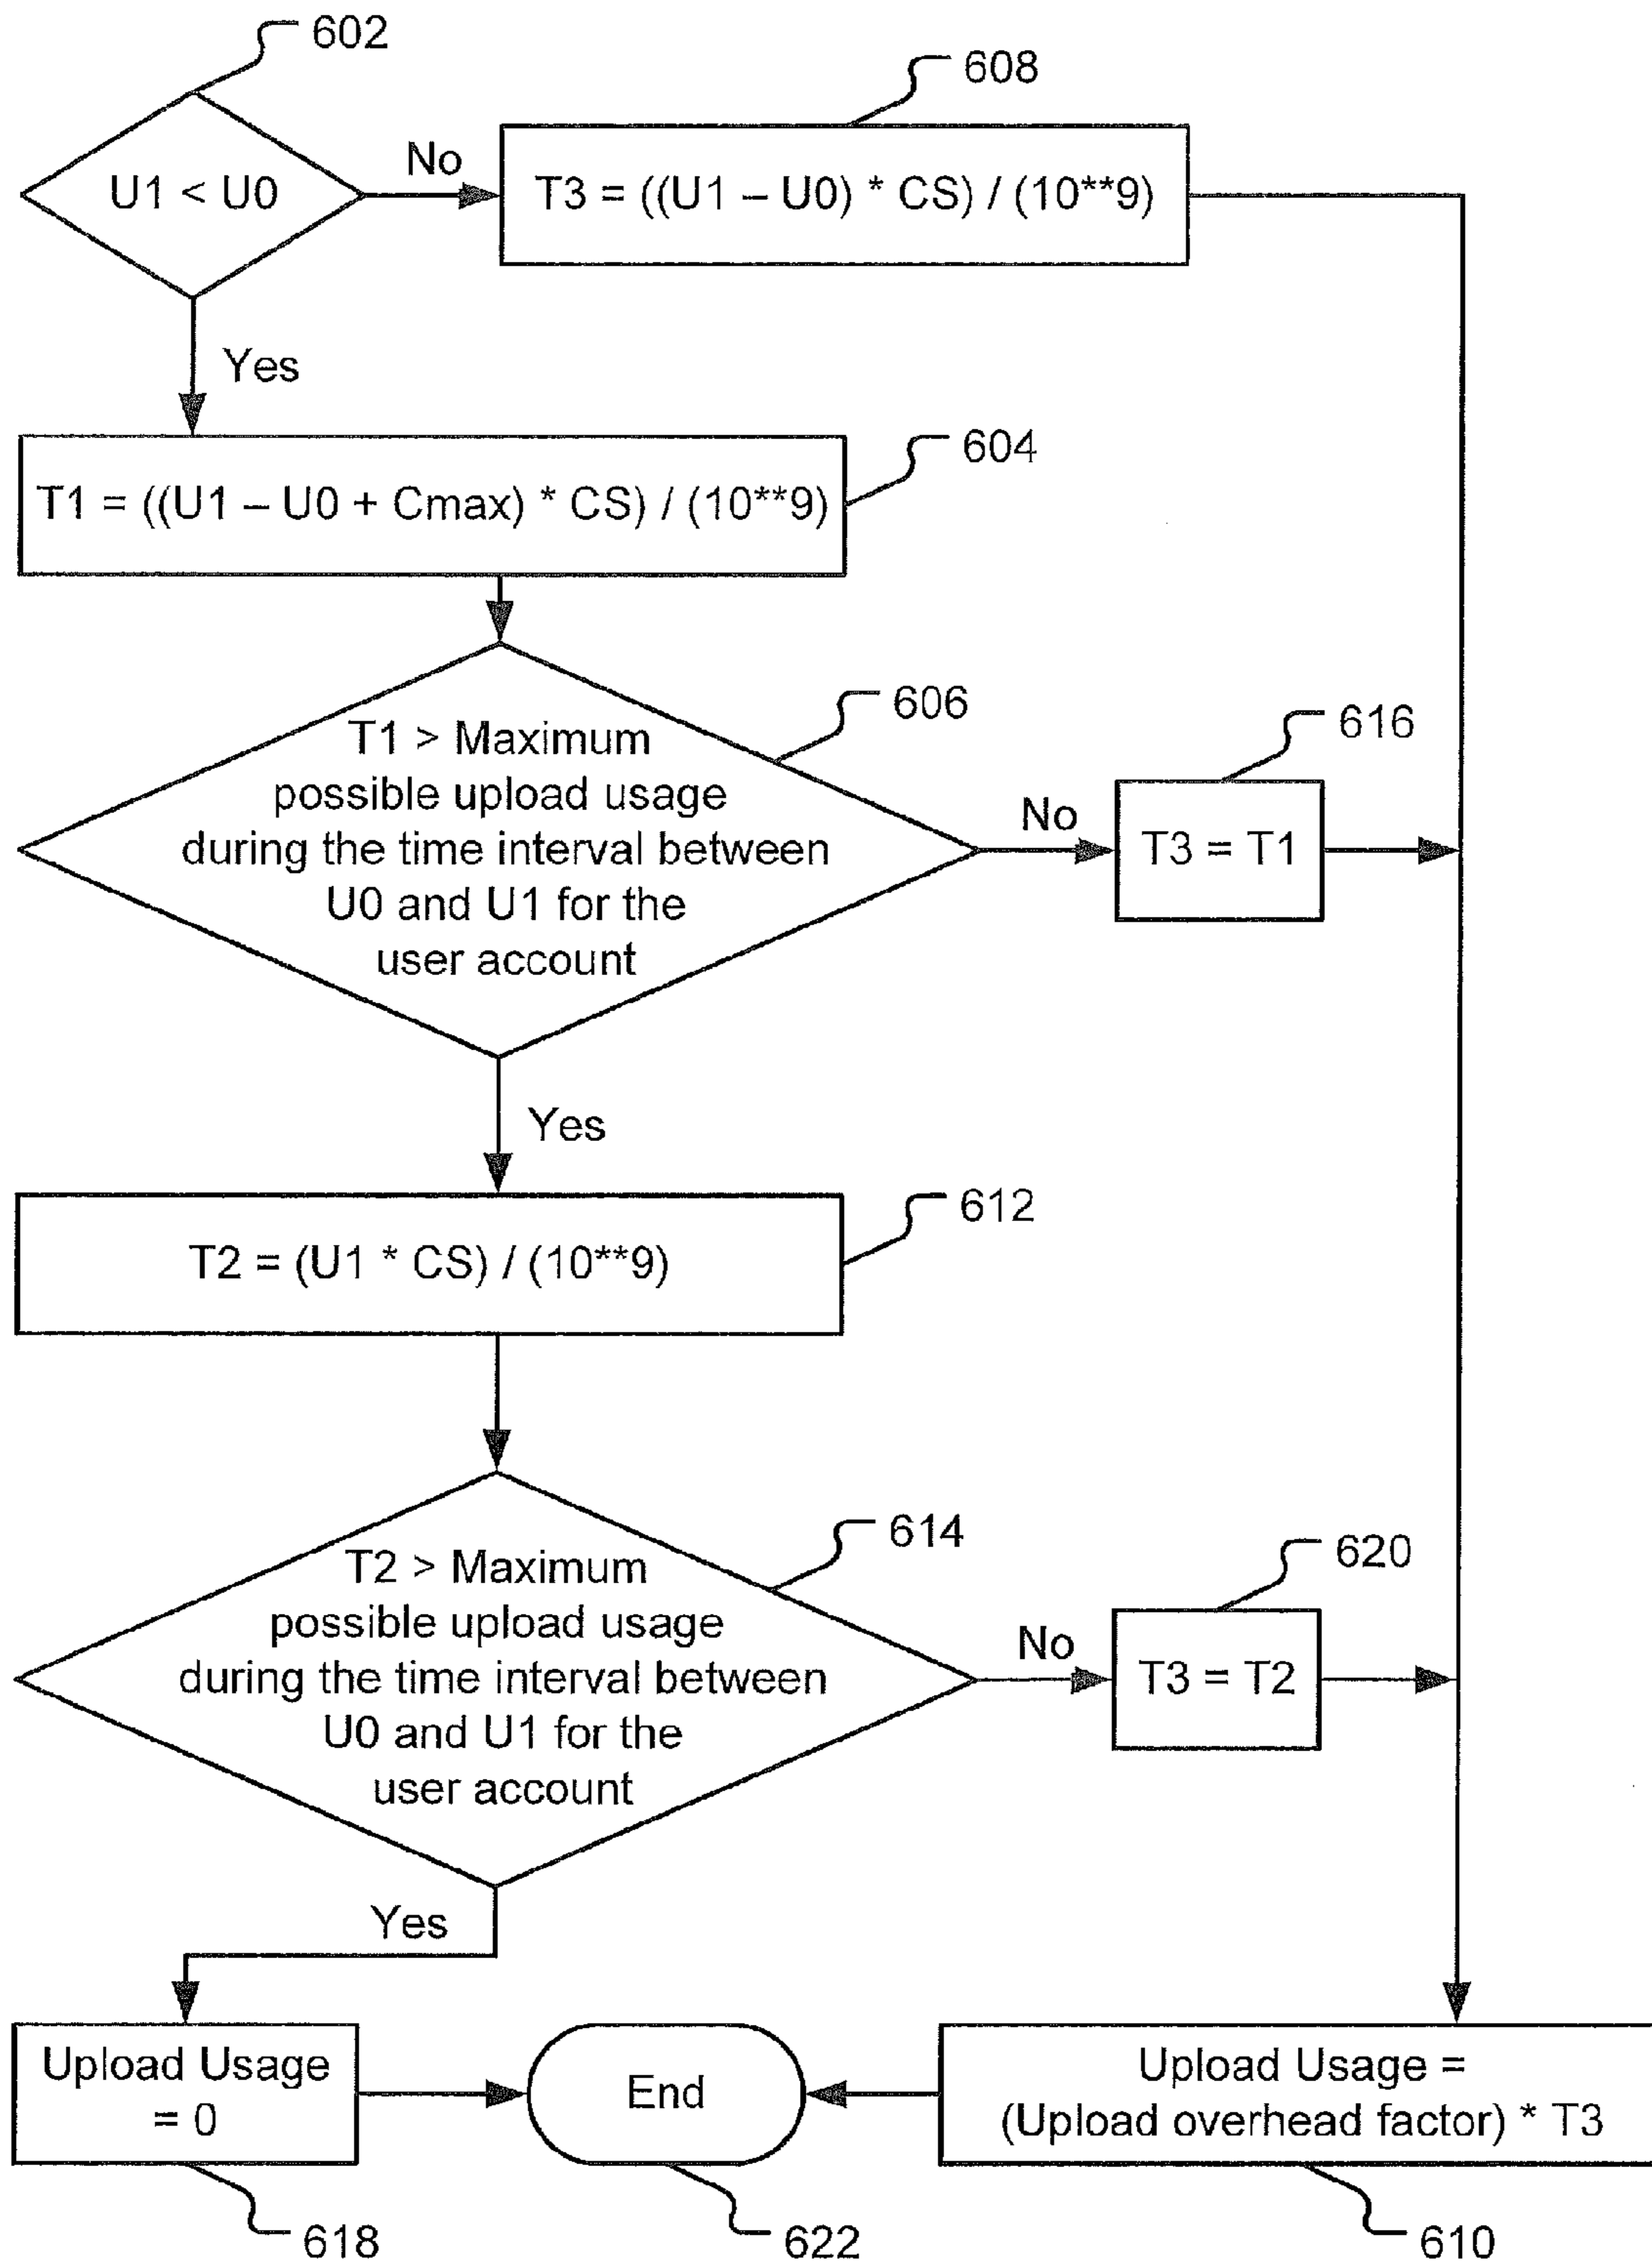 602
608
U1 < U0
No
T3 = ((U1 – U0) * CS) / (10**9)
Yes
604
T1 = ((U1 – U0 + Cmax) * CS) / (10**9)
606
T1 > Maximum
possible upload usage
during the time interval between
U0 and U1 for the
user account
No
616
T3 = T1
Yes
612
T2 = (U1 * CS) / (10**9)
614
T2 > Maximum
possible upload usage
during the time interval between
U0 and U1 for the
user account
No
620
T3 = T2
Yes
Upload Usage
= 0
End
Upload Usage =
(Upload overhead factor) * T3
618
622
610